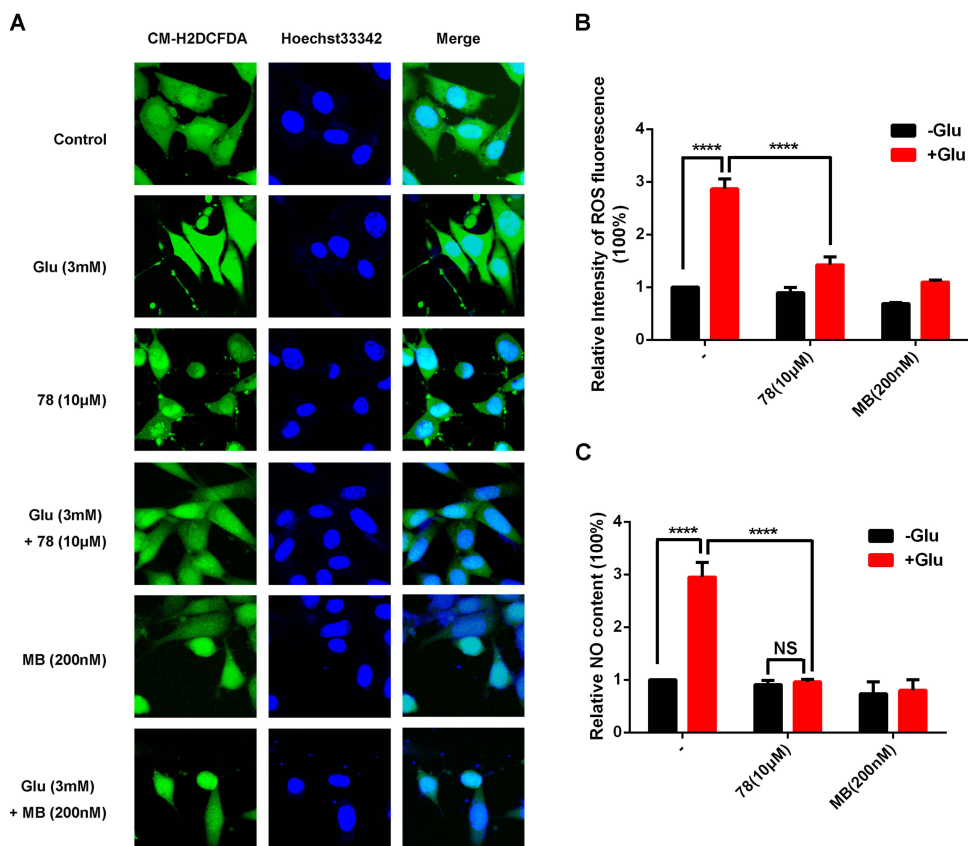 A
CM-H2DCFDA
Hoechst33342
Merge
Control
Glu (3mM)
78 (10μM)
Glu (3mM)
+ 78 (10μM)
MB (200nM)
Glu (3mM)
+ MB (200nM)
B
Relative Intensity of ROS fluorescence
(100%)
4
3
2
1
0
****
****
-Glu
+Glu
-
78(10μM)
MB(200nM)
C
Relative NO content (100%)
4
3
2
1
0
****
****
NS
-Glu
+Glu
-
78(10μM)
MB(200nM)